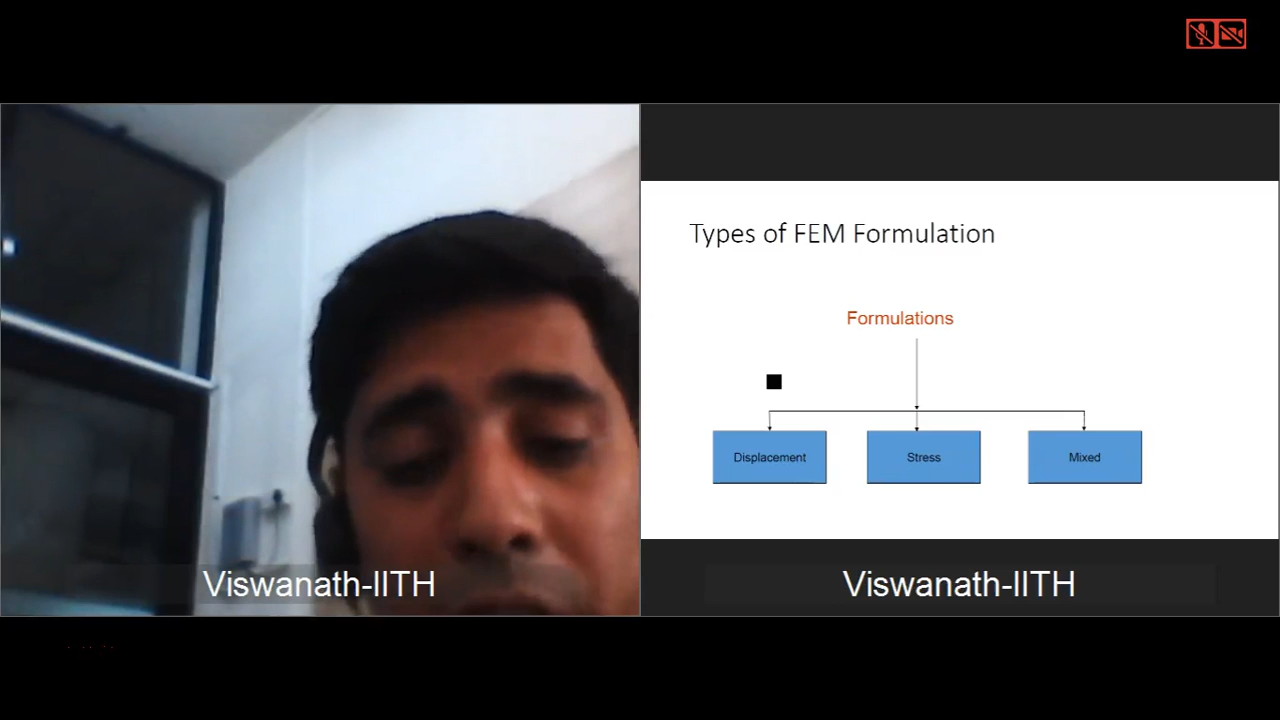 Types of FEM Formulation
Formulations
Displacement
Stress
Mixed
Viswanath-IITH
Viswanath-IITH